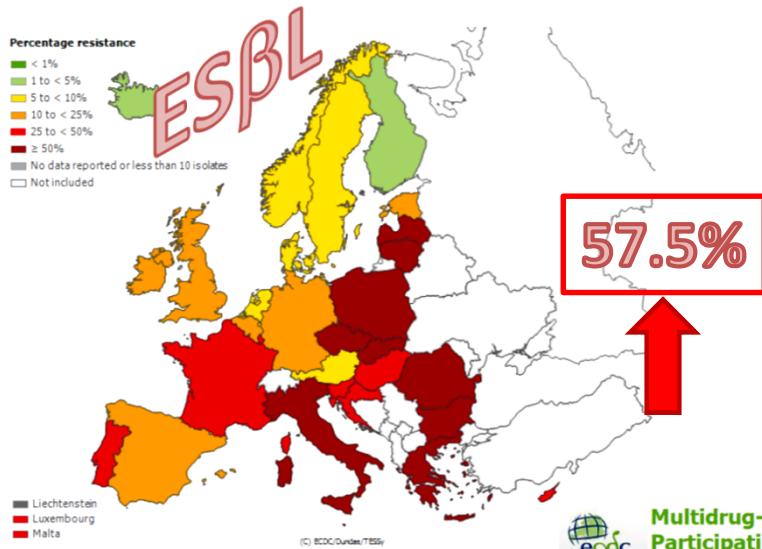 Percentage resistance
< 1%
1 to < 5%
5 to < 10%
10 to < 25%
25 to < 50%
≥ 50%
No data reported or less than 10 isolates
Not included
ESβL
57.5%
Liechtenstein
Luxembourg
Malta
(C) ECDC/Dundas/TESSy
ecdc
Multidrug-
Participati